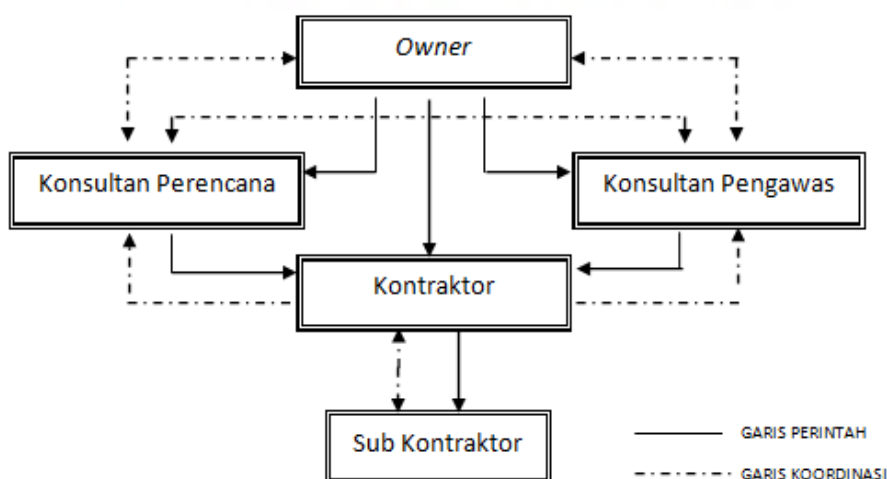 Owner
Konsultan Perencana
Konsultan Pengawas
Kontraktor
Sub Kontraktor
GARIS PERINTAH
GARIS KOORDINASI